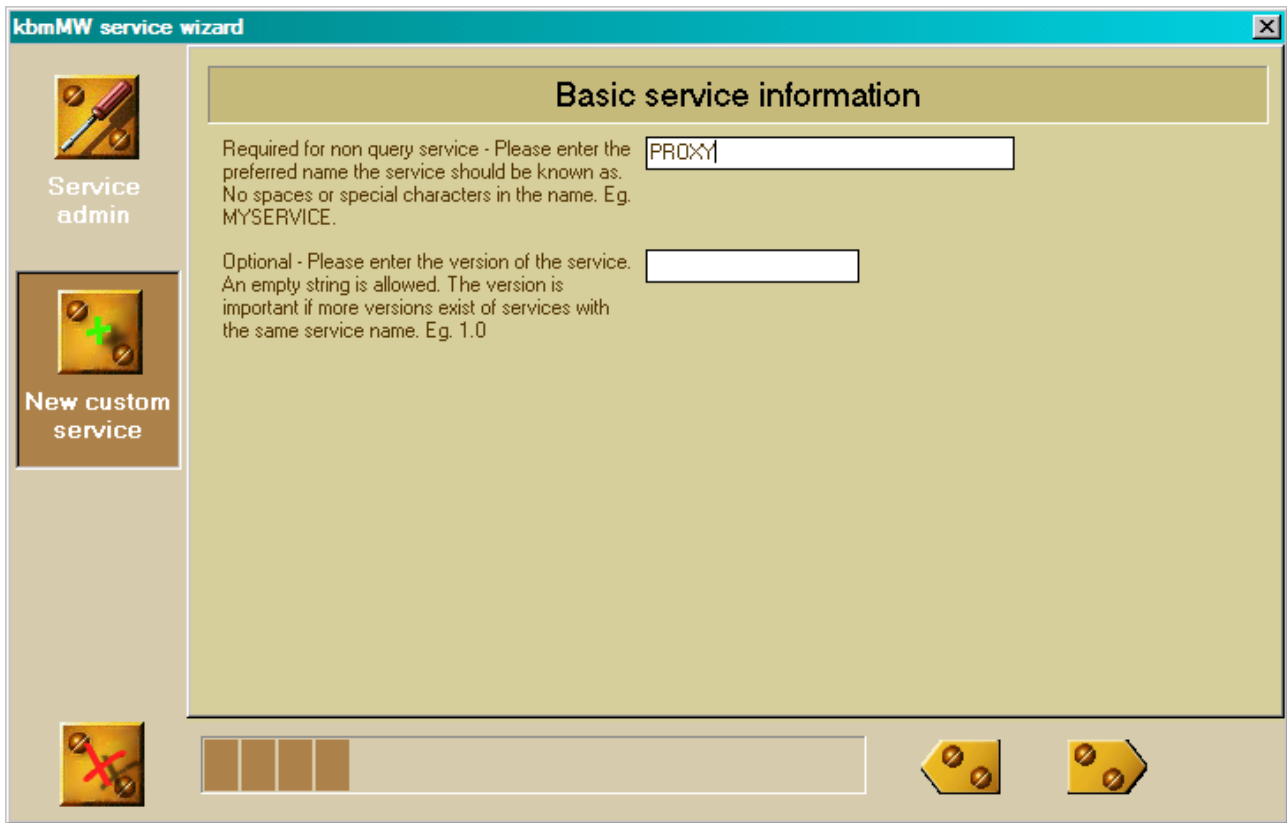 kbmMW service wizard
Basic service information
Service
admin
Required for non query service - Please enter the
preferred name the service should be known as.
No spaces or special characters in the name. Eg.
MYSERVICE.
PROXY
Optional - Please enter the version of the service.
An empty string is allowed. The version is
important if more versions exist of services with
the same service name. Eg. 1.0
New custom
service